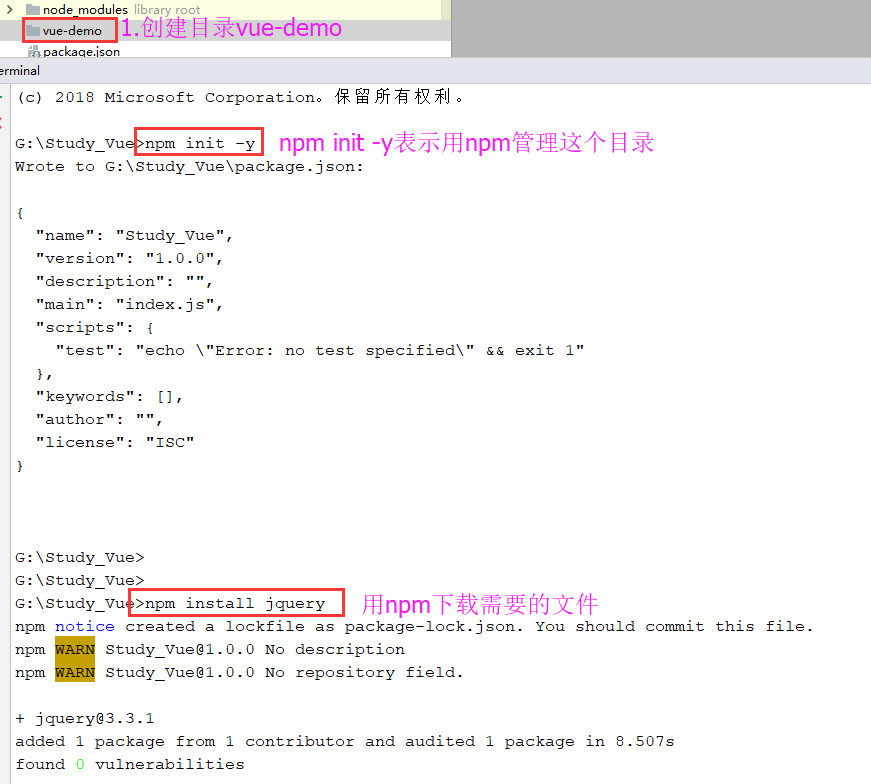 node_modules library root
vue-demo 1.创建目录vue-demo
package.json
erminal
(c) 2018 Microsoft Corporation。保留所有权利。
G:\Study_Vue>npm init -y npm init -y表示用npm管理这个目录
Wrote to G:\Study_Vue\package.json:
{
"name": "Study_Vue",
"version": "1.0.0",
"description": "",
"main": "index.js",
"scripts": {
"test": "echo \"Error: no test specified\" && exit 1"
},
"keywords": [],
"author": "",
"license": "ISC"
}
G:\Study_Vue>
G:\Study_Vue>
G:\Study_Vue>npm install jquery 用npm下载需要的文件
npm notice created a lockfile as package-lock.json. You should commit this file.
npm WARN Study_Vue@1.0.0 No description
npm WARN Study_Vue@1.0.0 No repository field.
+ jquery@3.3.1
added 1 package from 1 contributor and audited 1 package in 8.507s
found 0 vulnerabilities